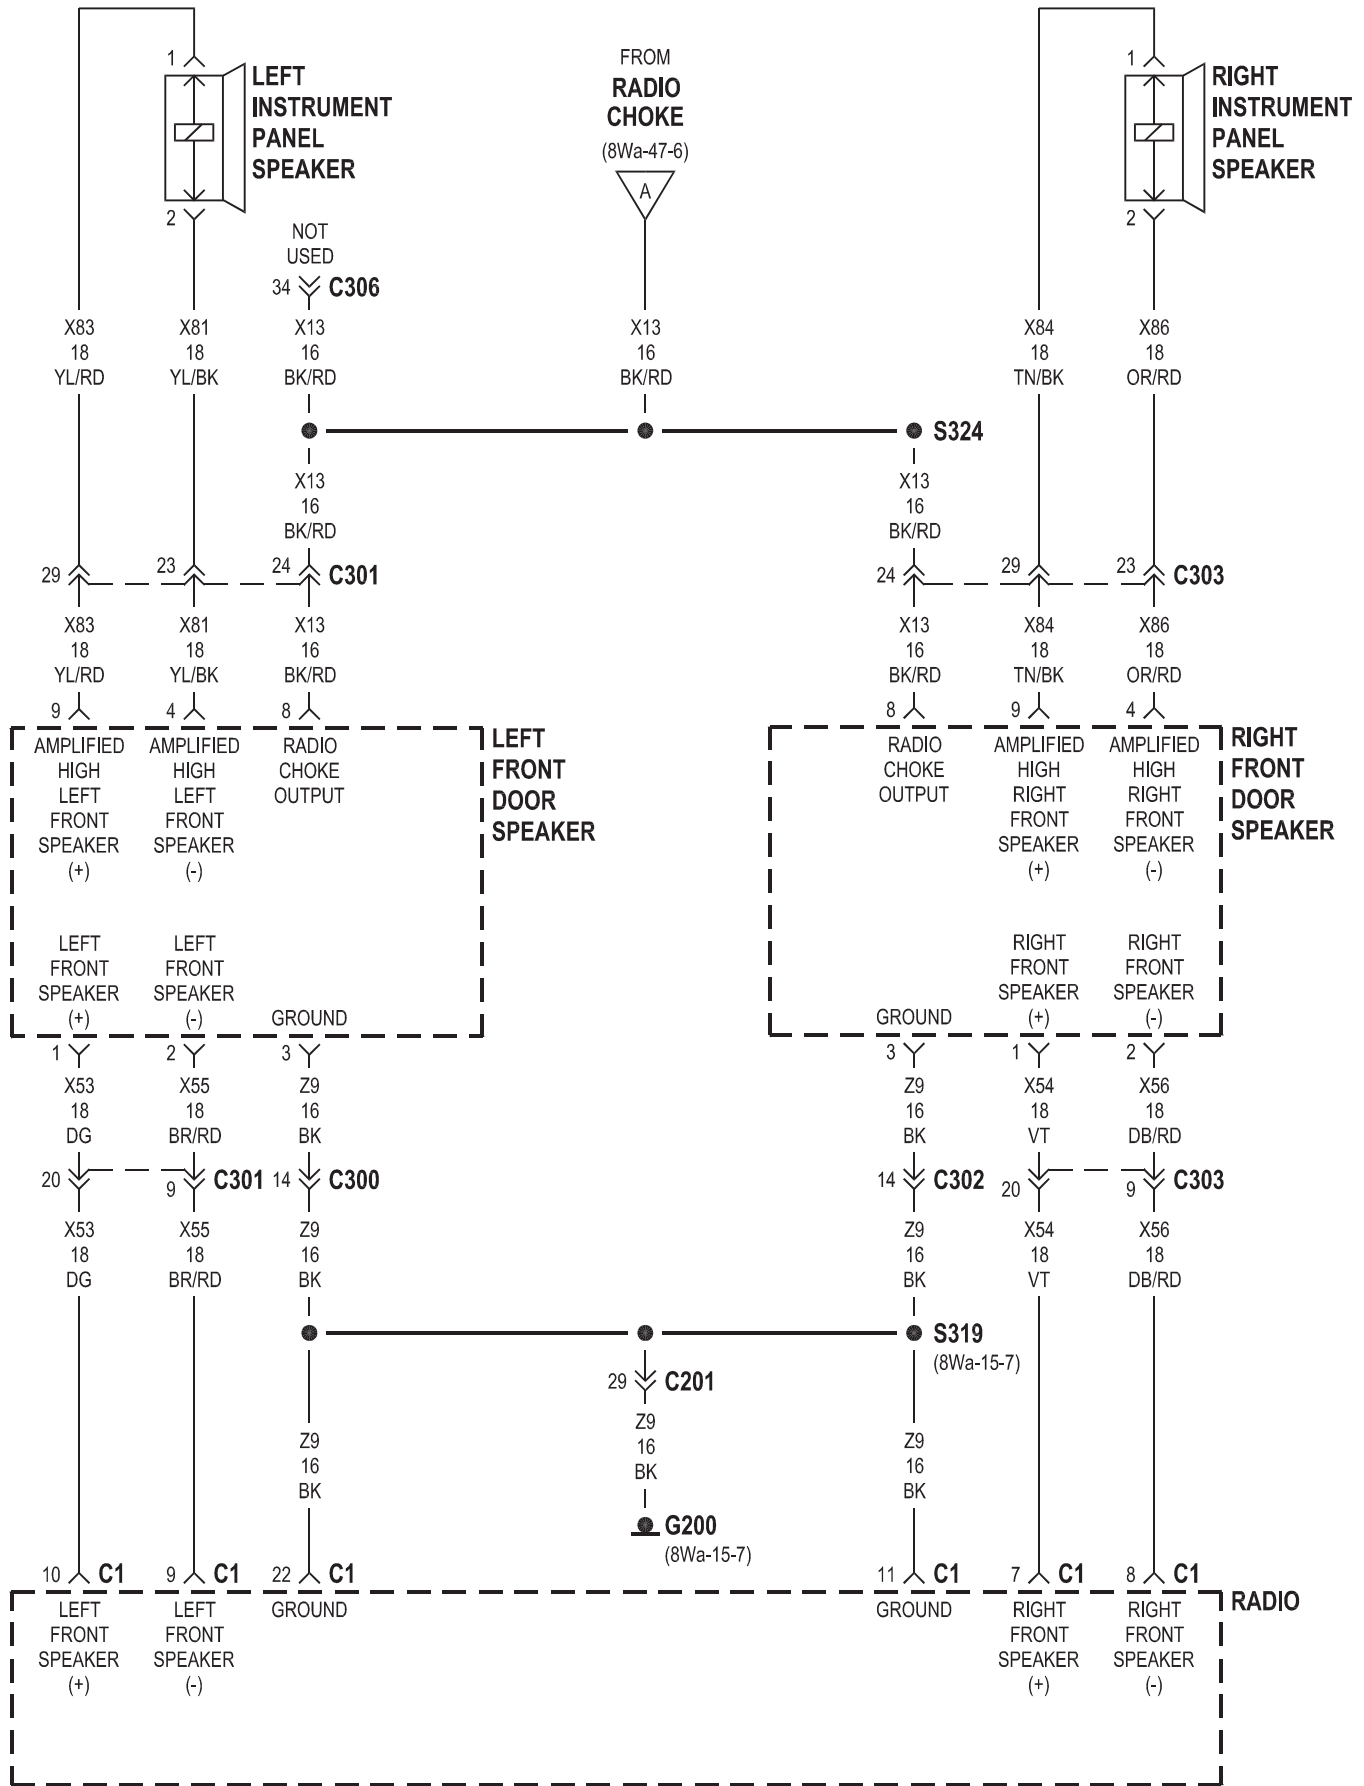 1
LEFT
INSTRUMENT
PANEL
SPEAKER
2
FROM
RADIO
CHOKE
(8Wa-47-6)
A
1
RIGHT
INSTRUMENT
PANEL
SPEAKER
2
NOT
USED
34 C306
X83 X81 X13 X13 X84 X86
18 18 16 16 18 18
YL/RD YL/BK BK/RD BK/RD TN/BK OR/RD
S324
X13 X13
16 16
BK/RD BK/RD
29 23 24 C301 24 29 23 C303
X83 X81 X13 X13 X84 X86
18 18 16 16 18 18
YL/RD YL/BK BK/RD BK/RD TN/BK OR/RD
9 4 8 8 9 4
AMPLIFIED
HIGH
LEFT
FRONT
SPEAKER
(+)
AMPLIFIED
HIGH
LEFT
FRONT
SPEAKER
(-)
RADIO
CHOKE
OUTPUT
LEFT
FRONT
DOOR
SPEAKER
RADIO
CHOKE
OUTPUT
AMPLIFIED
HIGH
RIGHT
FRONT
SPEAKER
(+)
AMPLIFIED
HIGH
RIGHT
FRONT
SPEAKER
(-)
RIGHT
FRONT
DOOR
SPEAKER
LEFT
FRONT
SPEAKER
(+)
LEFT
FRONT
SPEAKER
(-)
GROUND
GROUND
RIGHT
FRONT
SPEAKER
(+)
RIGHT
FRONT
SPEAKER
(-)
1 2 3 3 1 2
X53 X55 Z9 Z9 X54 X56
18 18 16 16 18 18
DG BR/RD BK BK VT DB/RD
20 9 C301 14 C300 14 C302 20 9 C303
X53 X55 Z9 Z9 X54 X56
18 18 16 16 18 18
DG BR/RD BK BK VT DB/RD
S319
(8Wa-15-7)
29 C201
Z9 Z9 Z9
16 16 16
BK BK BK
G200
(8Wa-15-7)
10 C1 9 C1 22 C1 11 C1 7 C1 8 C1
LEFT
FRONT
SPEAKER
(+)
LEFT
FRONT
SPEAKER
(-)
GROUND
GROUND
RIGHT
FRONT
SPEAKER
(+)
RIGHT
FRONT
SPEAKER
(-)
RADIO